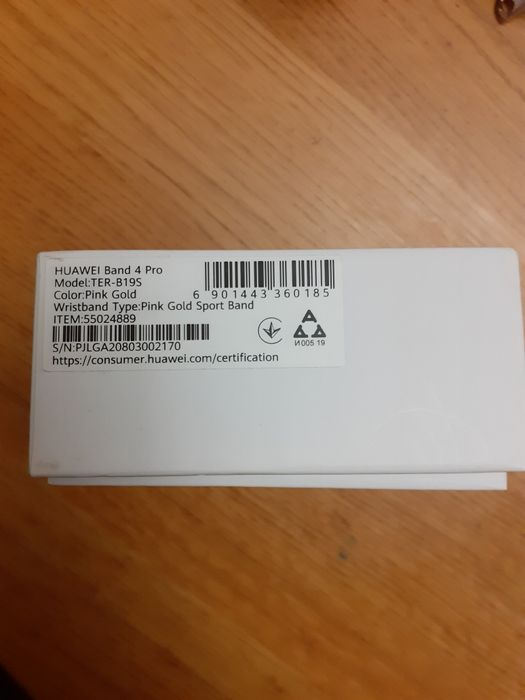 HUAWEI Band 4 Pro
Model:TER-B19S
Color:Pink Gold
6 901443 360185
Wristband Type:Pink Gold Sport Band
ITEM:55024889
S/N:PJLGA20803002170
И005 19
https://consumer.huawei.com/certification